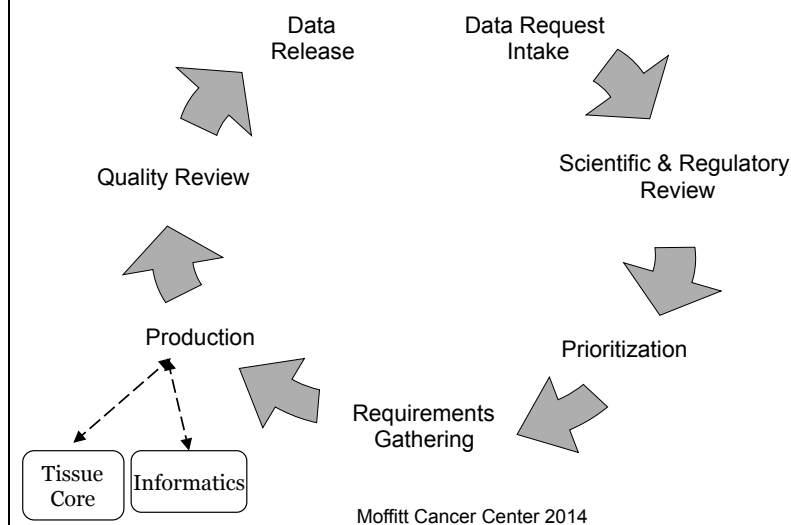 Data
Release
Data Request
Intake
Quality Review
Scientific & Regulatory
Review
Production
Prioritization
Requirements
Gathering
Tissue
Core
Informatics
Moffitt Cancer Center 2014